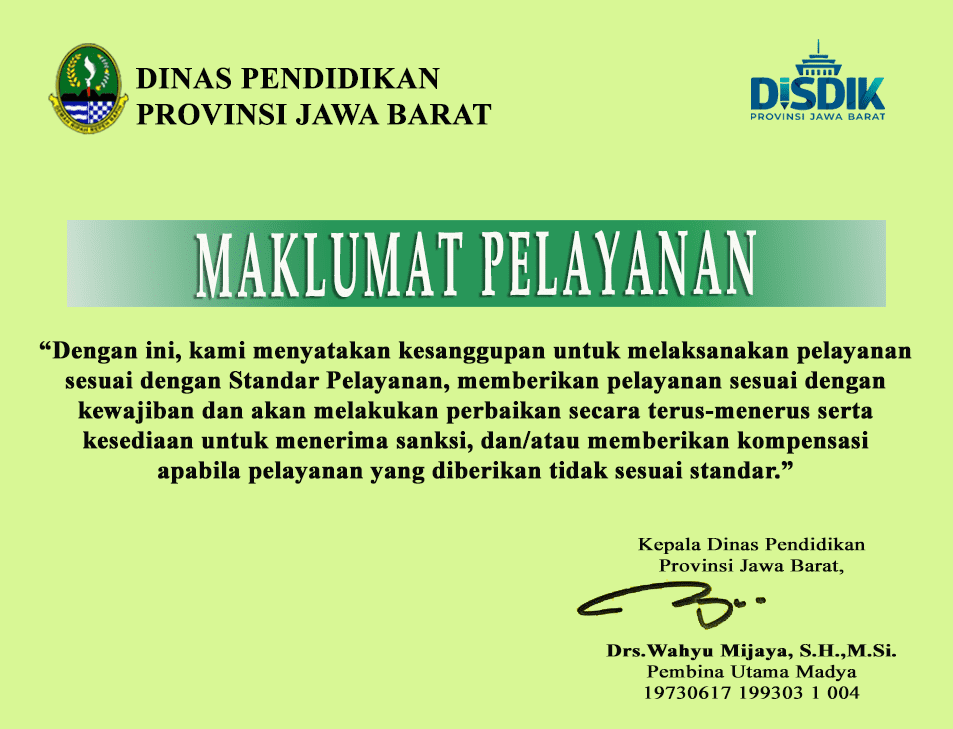 DINAS PENDIDIKAN
PROVINSI JAWA BARAT
DiSDIK
PROVINSI JAWA BARAT
MAKLUMAT PELAYANAN
“Dengan ini, kami menyatakan kesanggupan untuk melaksanakan pelayanan
sesuai dengan Standar Pelayanan, memberikan pelayanan sesuai dengan
kewajiban dan akan melakukan perbaikan secara terus-menerus serta
kesediaan untuk menerima sanksi, dan/atau memberikan kompensasi
apabila pelayanan yang diberikan tidak sesuai standar.”
Kepala Dinas Pendidikan
Provinsi Jawa Barat,
Drs.Wahyu Mijaya, S.H.,M.Si.
Pembina Utama Madya
19730617 199303 1 004